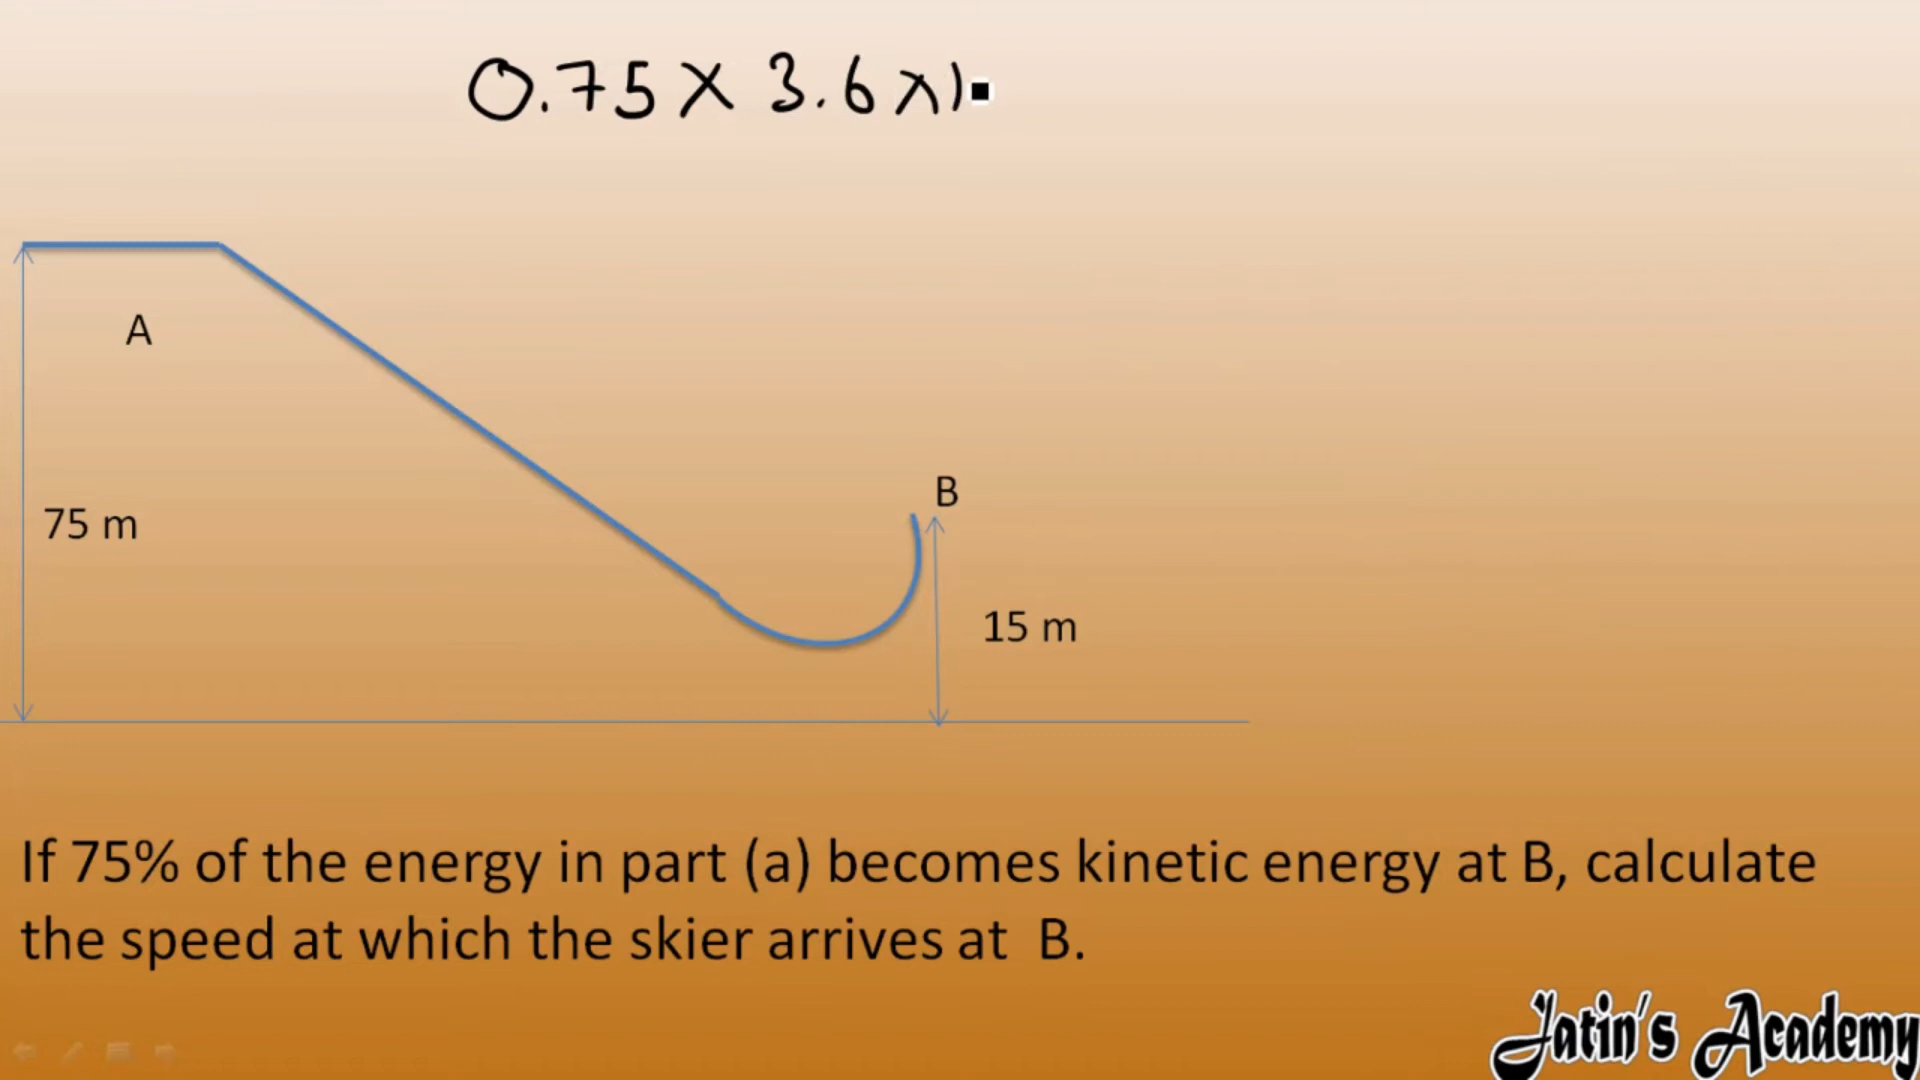 0.75 X 3.6 x1
A
B
75 m
15 m
If 75% of the energy in part (a) becomes kinetic energy at B, calculate
the speed at which the skier arrives at B.
Jatin's Academy